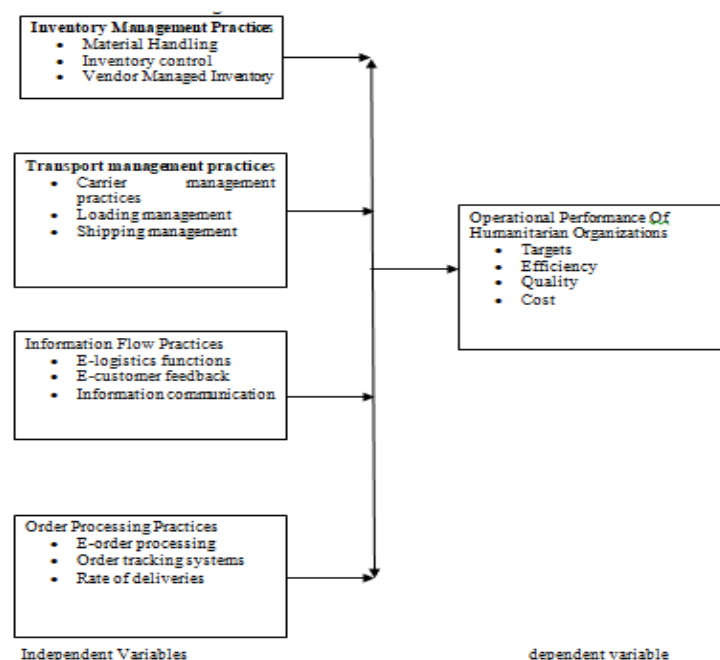 Inventory Management Practices
• Material Handling
• Inventory control
• Vendor Managed Inventory
Transport management practices
• Carrier management
practices
• Loading management
• Shipping management
Operational Performance Of
Humanitarian Organizations
• Targets
• Efficiency
• Quality
• Cost
Information Flow Practices
• E-logistics functions
• E-customer feedback
• Information communication
Order Processing Practices
• E-order processing
• Order tracking systems
• Rate of deliveries
Independent Variables
dependent variable